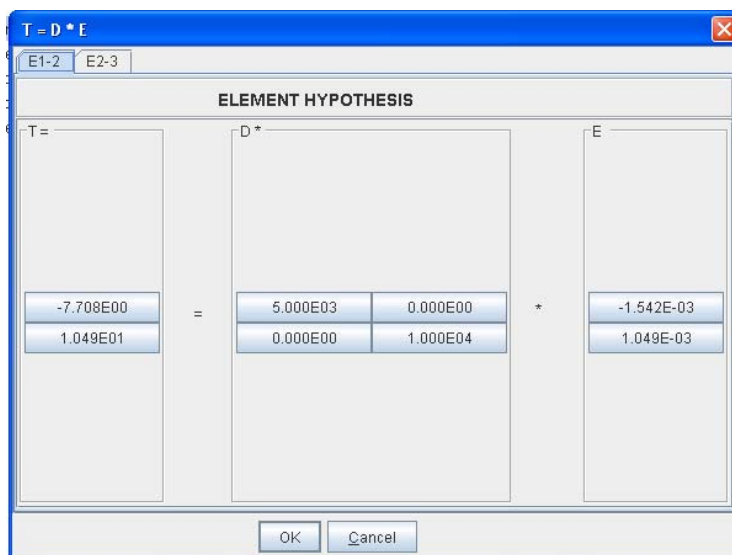 T = D * E
E1-2 E2-3
ELEMENT HYPOTHESIS
T = D * E
-7.708E00 = 5.000E03 0.000E00 * -1.542E-03
1.049E01 0.000E00 1.000E04 1.049E-03
OK Cancel